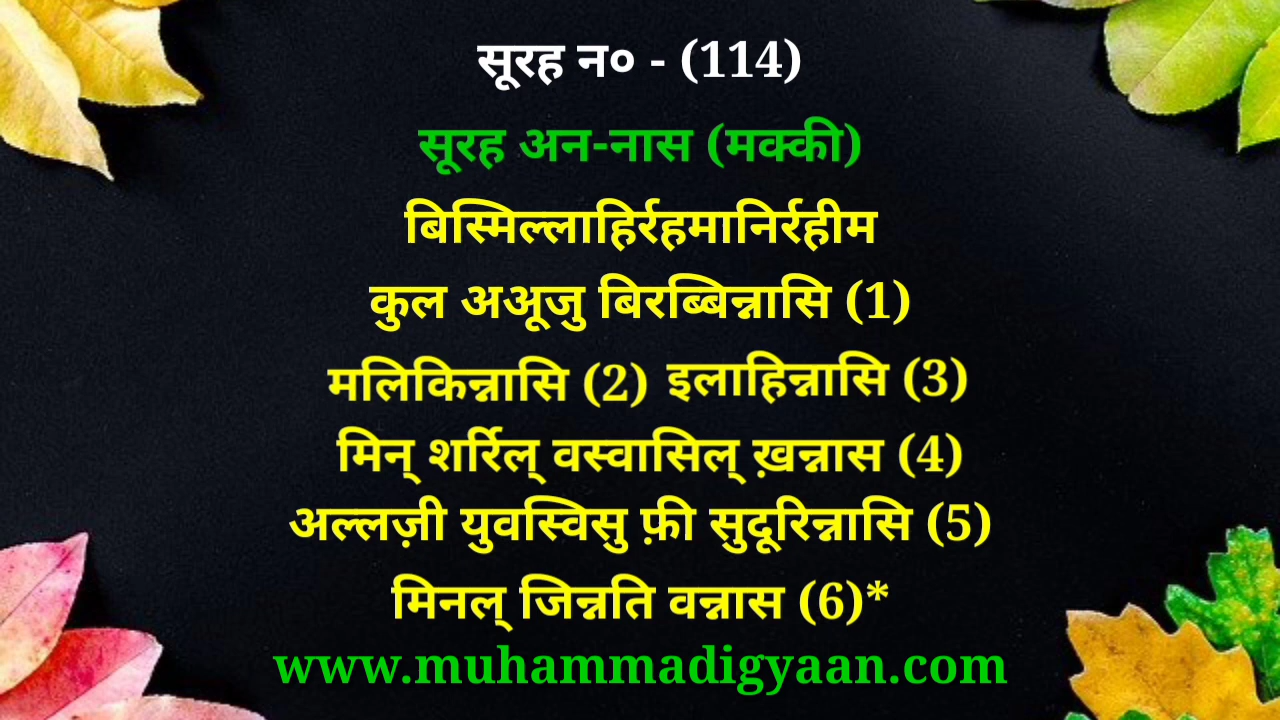 सूरह न० - (114)
सूरह अन-नास (मक्की)
बिस्मिल्लाहिर्रहमानिर्रहीम
कुल अअूजु बिरब्बिन्नासि (1)
मलिकिन्नासि (2) इलाहिन्नासि (3)
मिन् शर्रिल् वस्वासिल् ख़न्नास (4)
अल्लज़ी युवस्विसु फ़ी सुदूरिन्नासि (5)
मिनल् जिन्नति वन्नास (6)*
www.muhammadigyaan.com